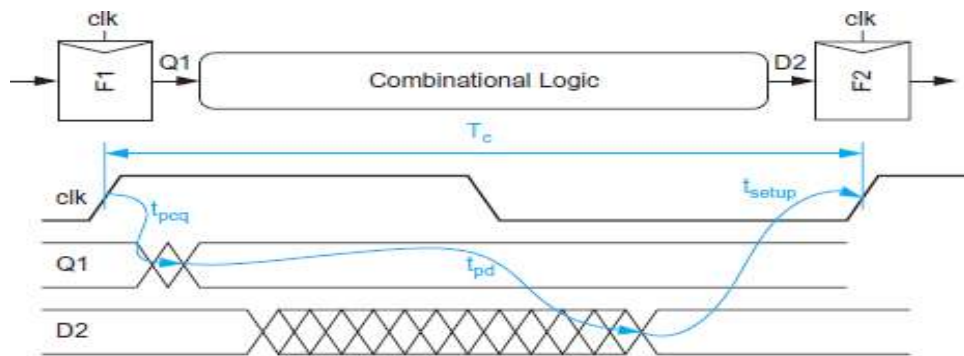 clk clk
F1 Q1 Combinational Logic D2 F2
Tc
clk
tpcq
tsetup
Q1
tpd
D2